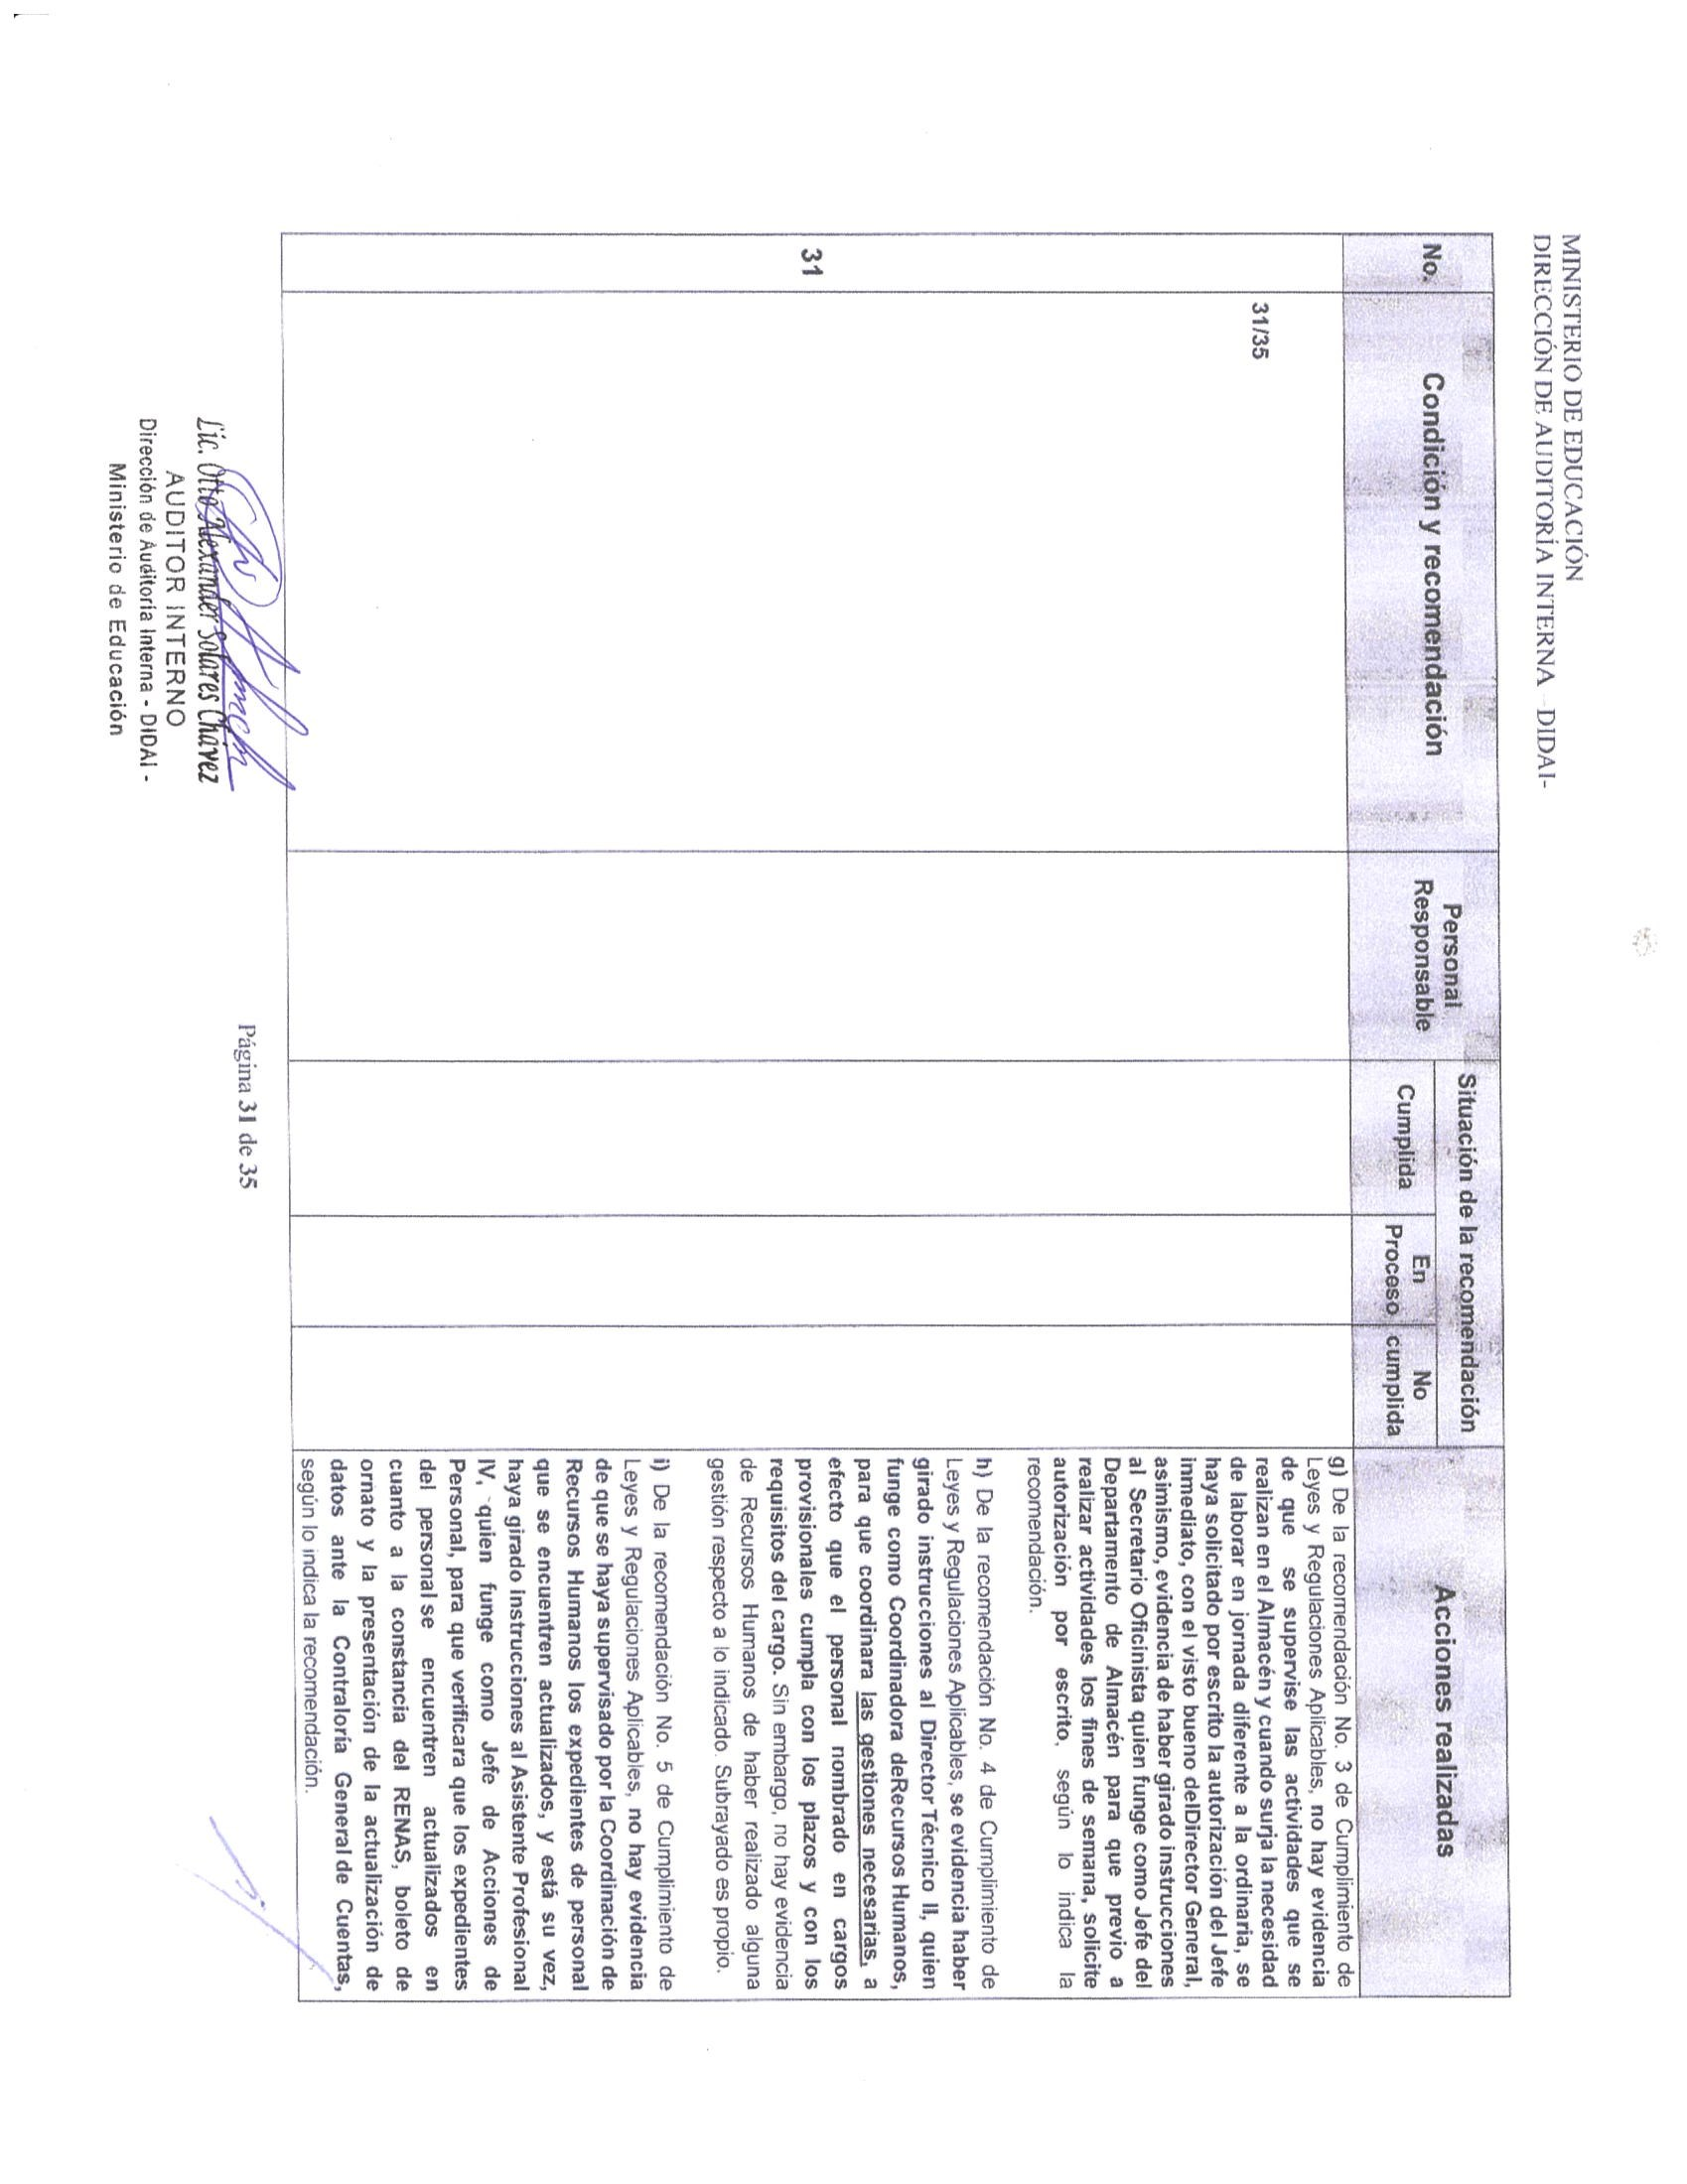 MINISTERIO DE EDUCACIÓN
DIRECCIÓN DE AUDITORÍA INTERNA -DIDAI-
No.
Condición y recomendación
Personal
Responsable
Situación de la recomendación
Cumplida
En
Proceso
No
cumplida
Acciones realizadas
31/35
31
g) De la recomendación No. 3 de Cumplimiento de
Leyes y Regulaciones Aplicables, no hay evidencia
de que se supervise las actividades que se
realizan en el Almacén y cuando surja la necesidad
de laborar en jornada diferente a la ordinaria, se
haya solicitado por escrito la autorización del Jefe
inmediato, con el visto bueno delDirector General,
asimismo, evidencia de haber girado instrucciones
al Secretario Oficinista quien funge como Jefe del
Departamento de Almacén para que previo a
realizar actividades los fines de semana, solicite
autorización por escrito, según lo indica la
recomendación.
h) De la recomendación No. 4 de Cumplimiento de
Leyes y Regulaciones Aplicables, se evidencia haber
girado instrucciones al Director Técnico II, quien
funge como Coordinadora deRecursos Humanos,
para que coordinara las gestiones necesarias, a
efecto que el personal nombrado en cargos
provisionales cumpla con los plazos y con los
requisitos del cargo. Sin embargo, no hay evidencia
de Recursos Humanos de haber realizado alguna
gestión respecto a lo indicado. Subrayado es propio.
i) De la recomendación No. 5 de Cumplimiento de
Leyes y Regulaciones Aplicables, no hay evidencia
de que se haya supervisado por la Coordinación de
Recursos Humanos los expedientes de personal
que se encuentren actualizados, y está su vez,
haya girado instrucciones al Asistente Profesional
IV, quien funge como Jefe de Acciones de
Personal, para que verificara que los expedientes
del personal se encuentren actualizados en
cuanto a la constancia del RENAS, boleto de
ornato y la presentación de la actualización de
datos ante la Contraloría General de Cuentas,
según lo indica la recomendación.
Página 31 de 35
Lic. Otto Alexander Solares Chávez
AUDITOR INTERNO
Dirección de Auditoría Interna - DIDAI -
Ministerio de Educación